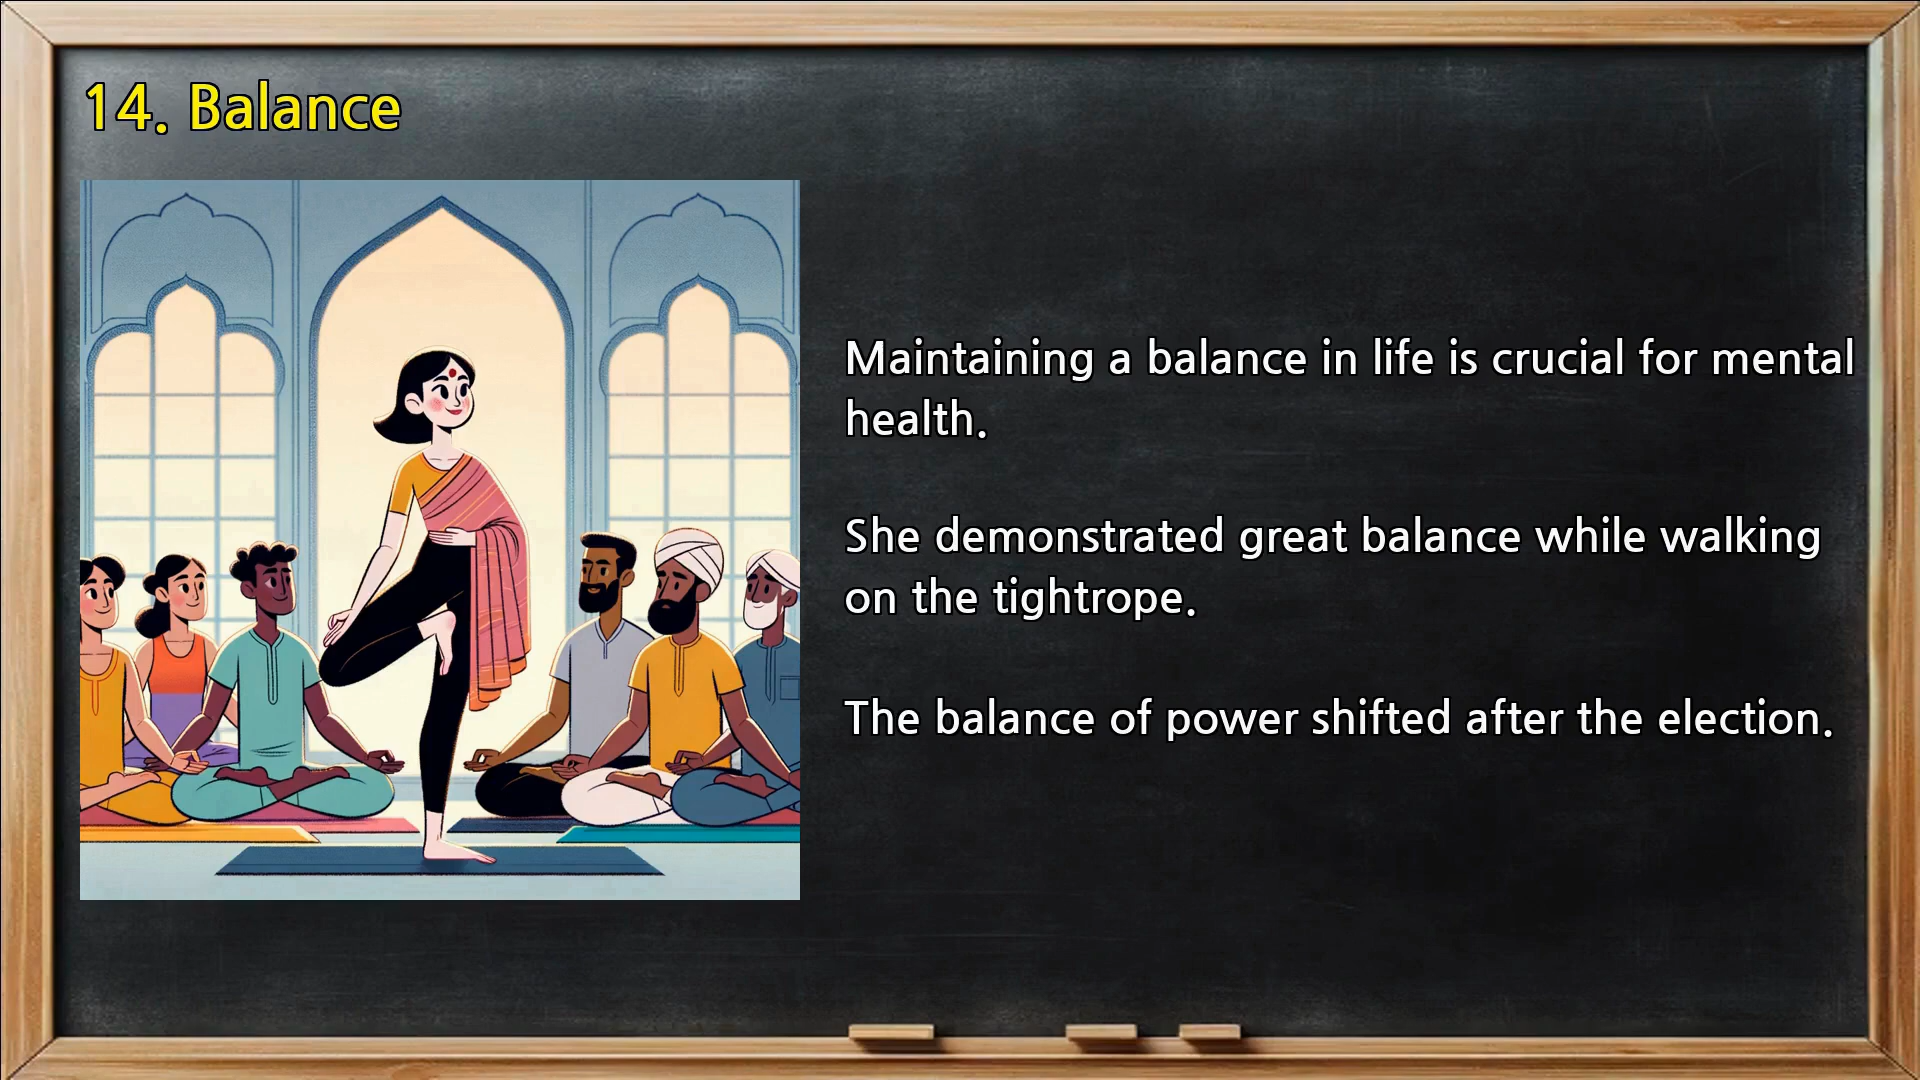 14. Balance
Maintaining a balance in life is crucial for mental
health.
She demonstrated great balance while walking
on the tightrope.
The balance of power shifted after the election.